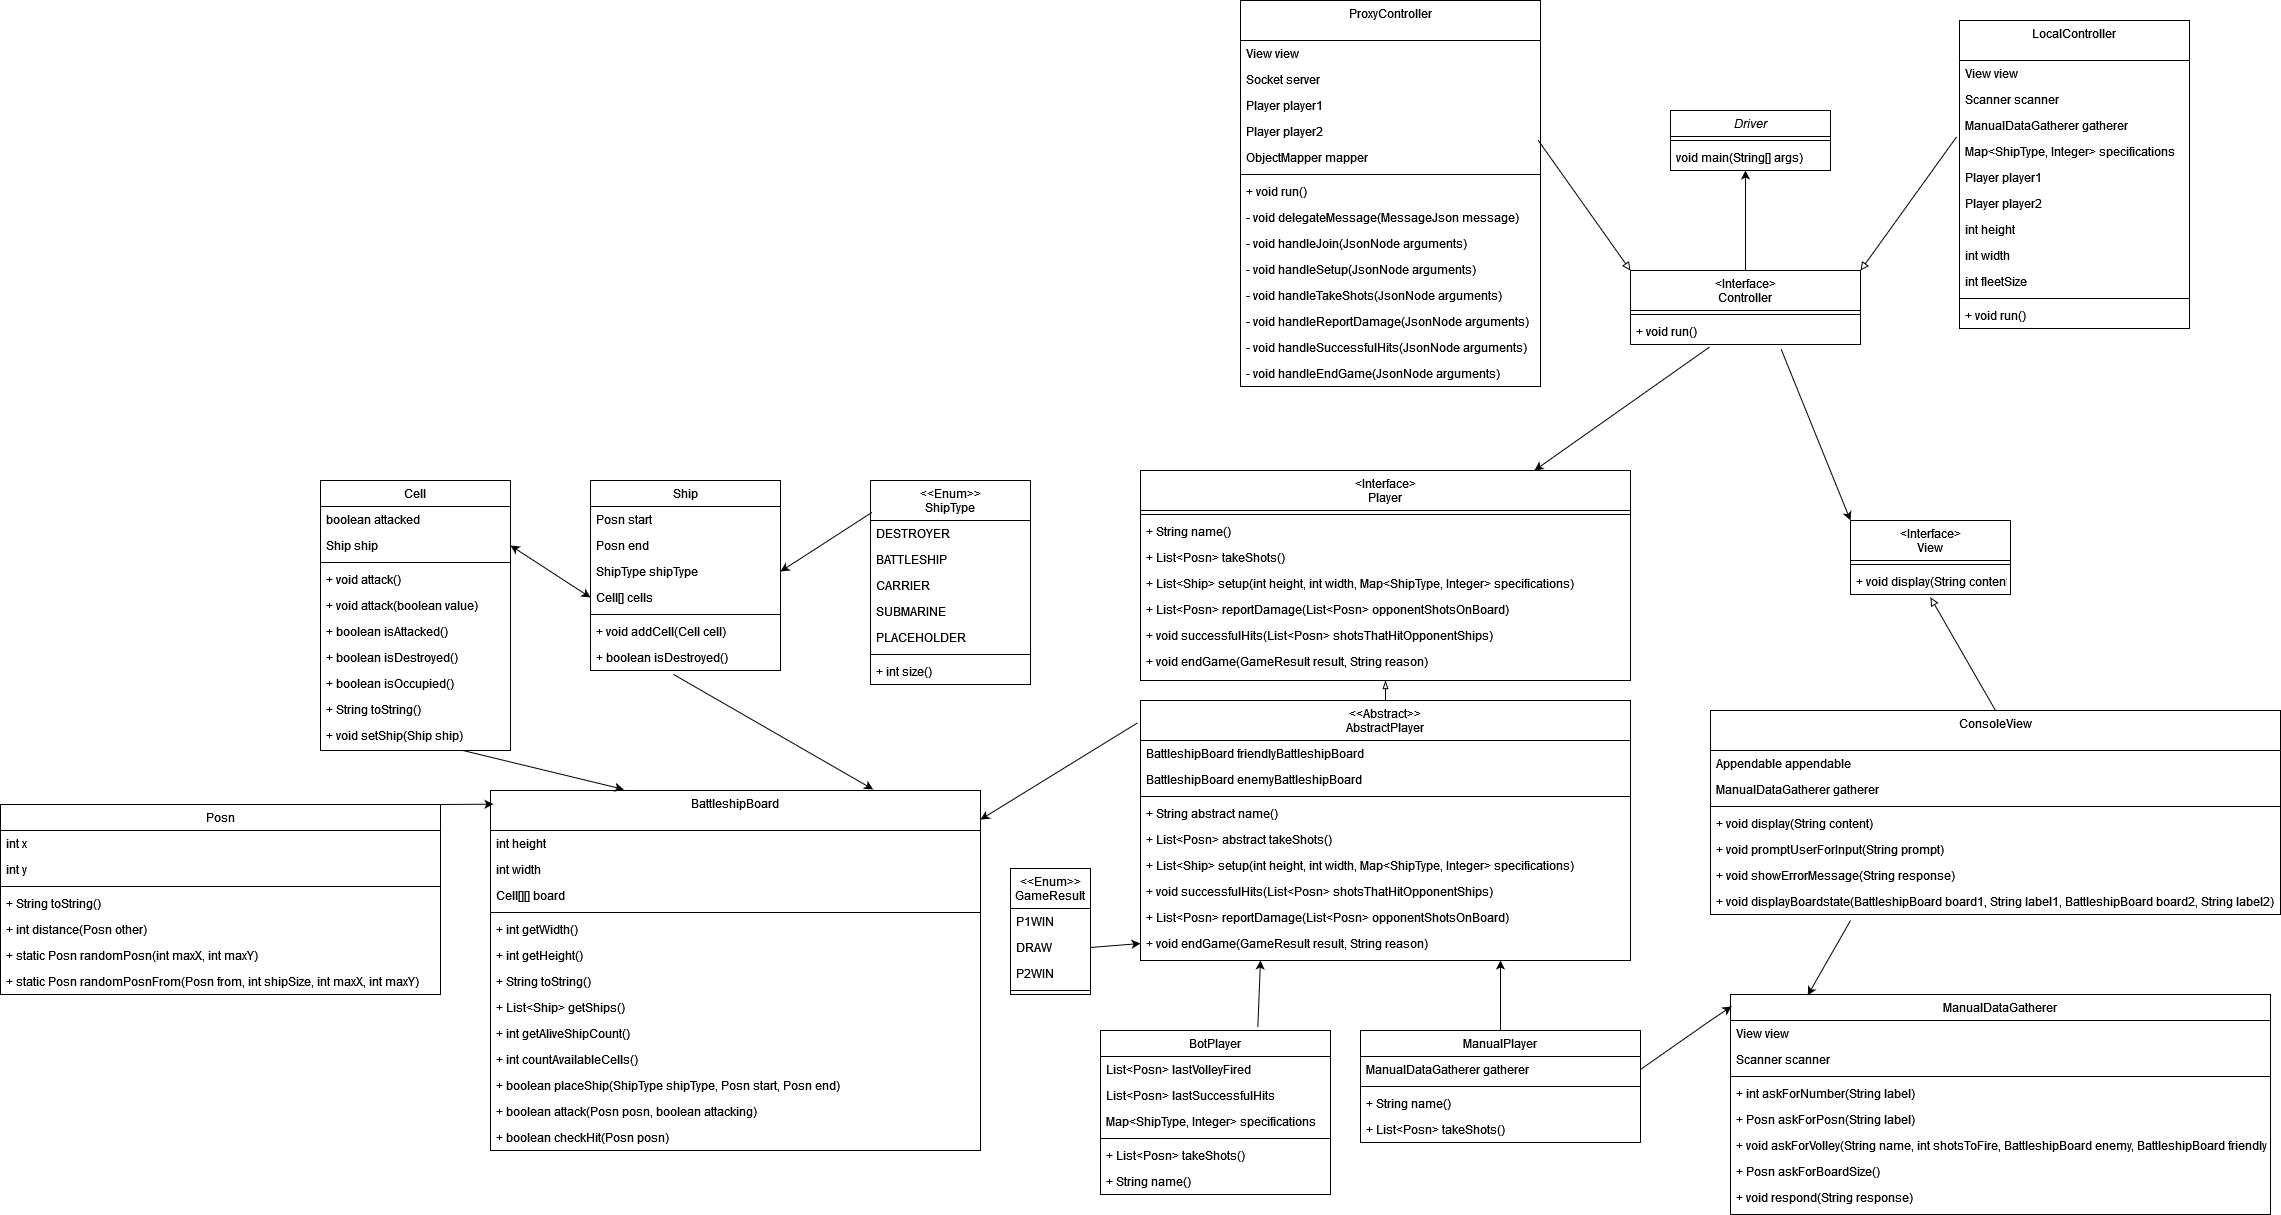 ProxyController
View view
Socket server
Player player1
Player player2
ObjectMapper mapper
+ void run()
- void delegateMessage(MessageJson message)
- void handleJoin(JsonNode arguments)
- void handleSetup(JsonNode arguments)
- void handleTakeShots(JsonNode arguments)
- void handleReportDamage(JsonNode arguments)
- void handleSuccessfulHits(JsonNode arguments)
- void handleEndGame(JsonNode arguments)
Driver
void main(String[] args)
LocalController
View view
Scanner scanner
ManualDataGatherer gatherer
Map<ShipType, Integer> specifications
Player player1
Player player2
int height
int width
int fleetSize
+ void run()
<Interface>
Controller
+ void run()
Cell
boolean attacked
Ship ship
+ void attack()
+ void attack(boolean value)
+ boolean isAttacked()
+ boolean isDestroyed()
+ boolean isOccupied()
+ String toString()
+ void setShip(Ship ship)
Ship
Posn start
Posn end
ShipType shipType
Cell[] cells
+ void addCell(Cell cell)
+ boolean isDestroyed()
<<Enum>>
ShipType
DESTROYER
BATTLESHIP
CARRIER
SUBMARINE
PLACEHOLDER
+ int size()
<Interface>
Player
+ String name()
+ List<Posn> takeShots()
+ List<Ship> setup(int height, int width, Map<ShipType, Integer> specifications)
+ List<Posn> reportDamage(List<Posn> opponentShotsOnBoard)
+ void successfulHits(List<Posn> shotsThatHitOpponentShips)
+ void endGame(GameResult result, String reason)
<Interface>
View
+ void display(String content
<<Abstract>>
AbstractPlayer
BattleshipBoard friendlyBattleshipBoard
BattleshipBoard enemyBattleshipBoard
+ String abstract name()
+ List<Posn> abstract takeShots()
+ List<Ship> setup(int height, int width, Map<ShipType, Integer> specifications)
+ void successfulHits(List<Posn> shotsThatHitOpponentShips)
+ List<Posn> reportDamage(List<Posn> opponentShotsOnBoard)
+ void endGame(GameResult result, String reason)
ConsoleView
Appendable appendable
ManualDataGatherer gatherer
+ void display(String content)
+ void promptUserForInput(String prompt)
+ void showErrorMessage(String response)
+ void displayBoardstate(BattleshipBoard board1, String label1, BattleshipBoard board2, String label2)
Posn
int x
int y
+ String toString()
+ int distance(Posn other)
+ static Posn randomPosn(int maxX, int maxY)
+ static Posn randomPosnFrom(Posn from, int shipSize, int maxX, int maxY)
BattleshipBoard
int height
int width
Cell[][] board
+ int getWidth()
+ int getHeight()
+ String toString()
+ List<Ship> getShips()
+ int getAliveShipCount()
+ int countAvailableCells()
+ boolean placeShip(ShipType shipType, Posn start, Posn end)
+ boolean attack(Posn posn, boolean attacking)
+ boolean checkHit(Posn posn)
<<Enum>>
GameResult
P1WIN
DRAW
P2WIN
BotPlayer
List<Posn> lastVolleyFired
List<Posn> lastSuccessfulHits
Map<ShipType, Integer> specifications
+ List<Posn> takeShots()
+ String name()
ManualPlayer
ManualDataGatherer gatherer
+ String name()
+ List<Posn> takeShots()
ManualDataGatherer
View view
Scanner scanner
+ int askForNumber(String label)
+ Posn askForPosn(String label)
+ void askForVolley(String name, int shotsToFire, BattleshipBoard enemy, BattleshipBoard friendly
+ Posn askForBoardSize()
+ void respond(String response)